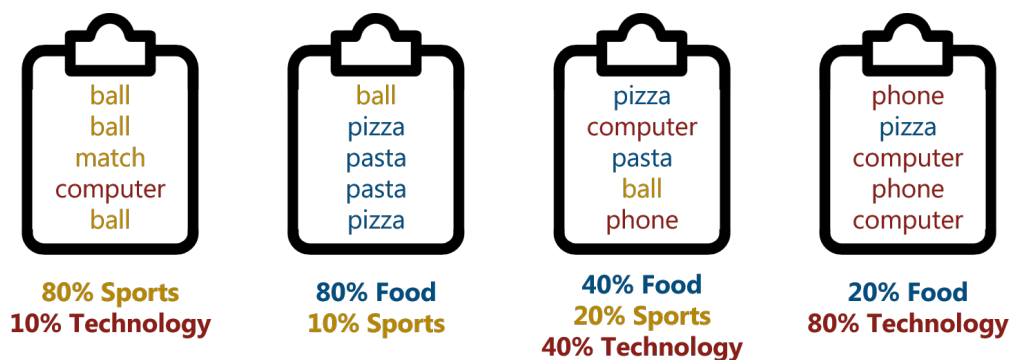 ball
ball
match
computer
ball
80% Sports
10% Technology
ball
pizza
pasta
pasta
pizza
80% Food
10% Sports
pizza
computer
pasta
ball
phone
40% Food
20% Sports
40% Technology
phone
pizza
computer
phone
computer
20% Food
80% Technology